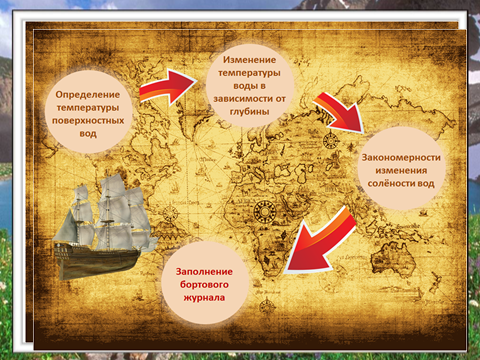 Определение
температуры
поверхностных
вод
Изменение
температуры
воды в
зависимости от
глубины
Закономерности
изменения
солёности вод
Заполнение
бортового
журнала